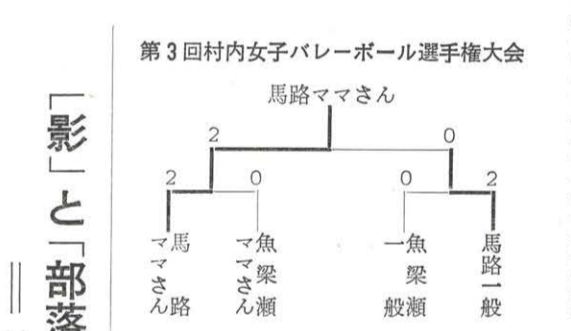 第3回村内女子バレーボール選手権大会
馬路ママさん
2
0
2
0
0
2
馬路
ママさん
魚梁瀬
ママさん
魚梁瀬
一般
馬路一般
「影」と「部落